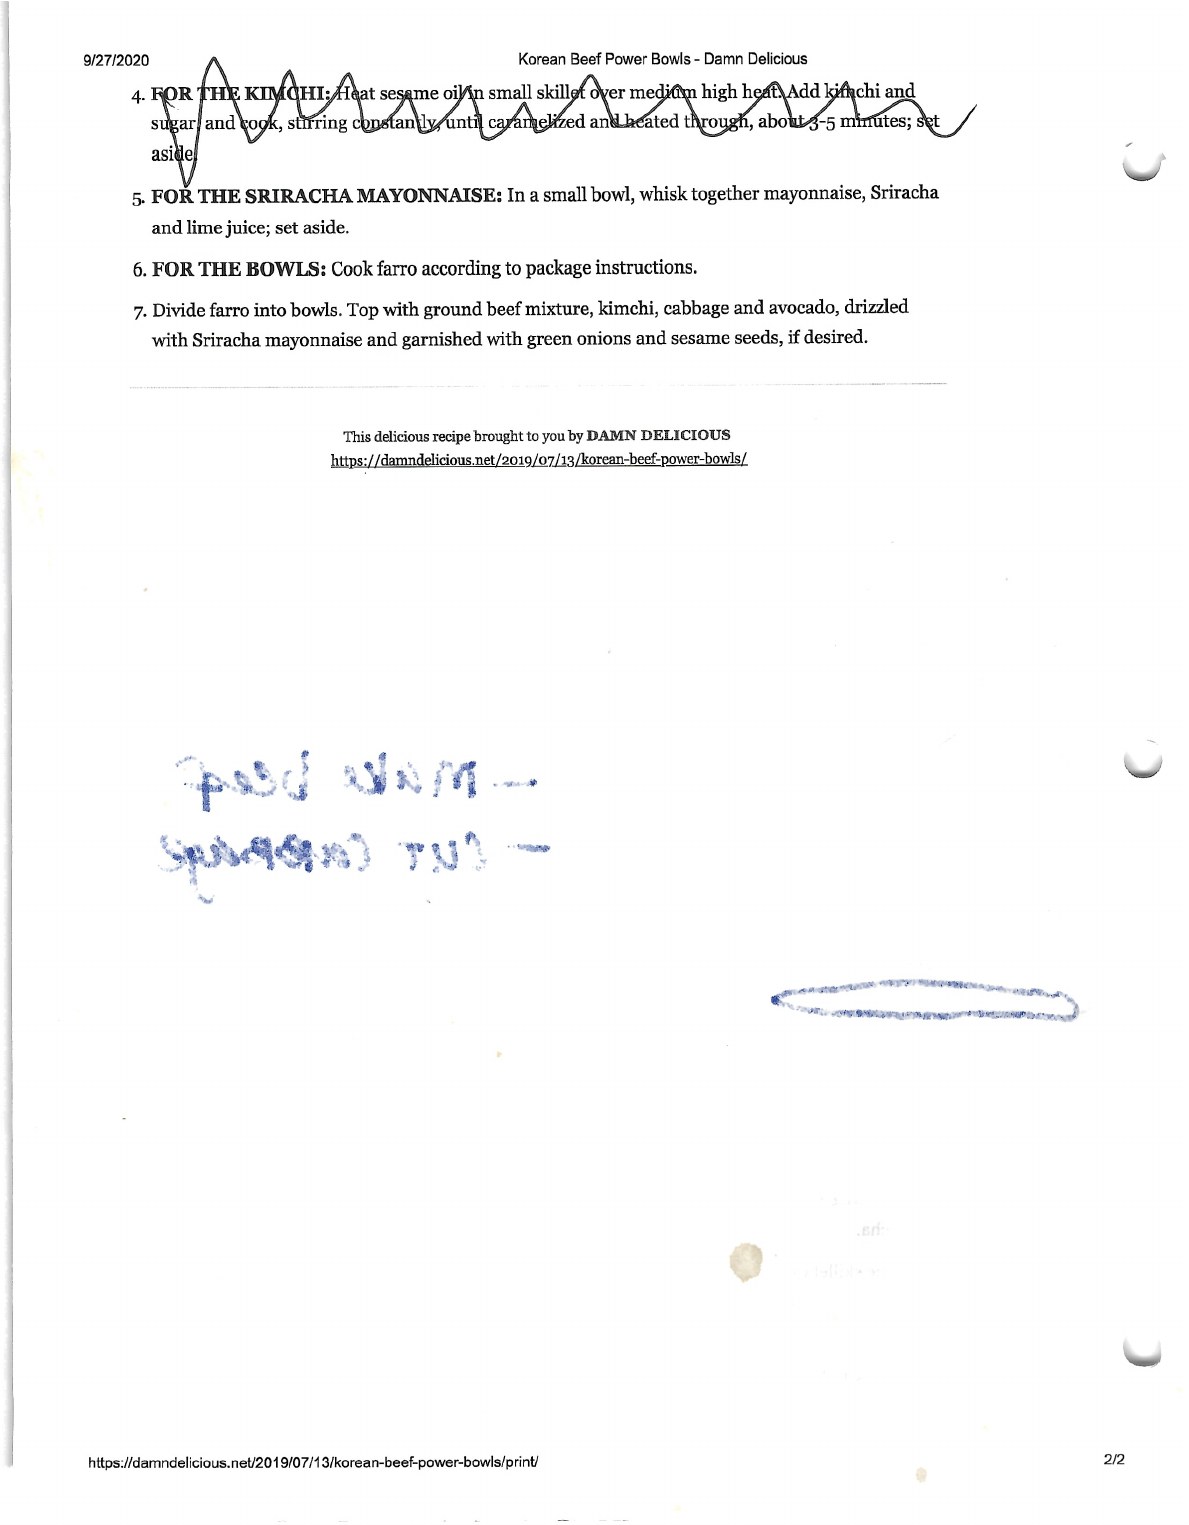 9/27/2020 Korean Beef Power Bowls - Damn Delicious
4. FOR THE KIMCHI: Heat sesame oil in small skillet over medium high heat. Add kimchi and
sugar, and cook, stirring constantly, until caramelized and heated through, about 3-5 minutes; set
aside.
5. FOR THE SRIRACHA MAYONNAISE: In a small bowl, whisk together mayonnaise, Sriracha
and lime juice; set aside.
6. FOR THE BOWLS: Cook farro according to package instructions.
7. Divide farro into bowls. Top with ground beef mixture, kimchi, cabbage and avocado, drizzled
with Sriracha mayonnaise and garnished with green onions and sesame seeds, if desired.
This delicious recipe brought to you by DAMN DELICIOUS
https://damndelicious.net/2019/07/13/korean-beef-power-bowls/
- Make beef
- Cut Cabbage
https://damndelicious.net/2019/07/13/korean-beef-power-bowls/print/ 2/2